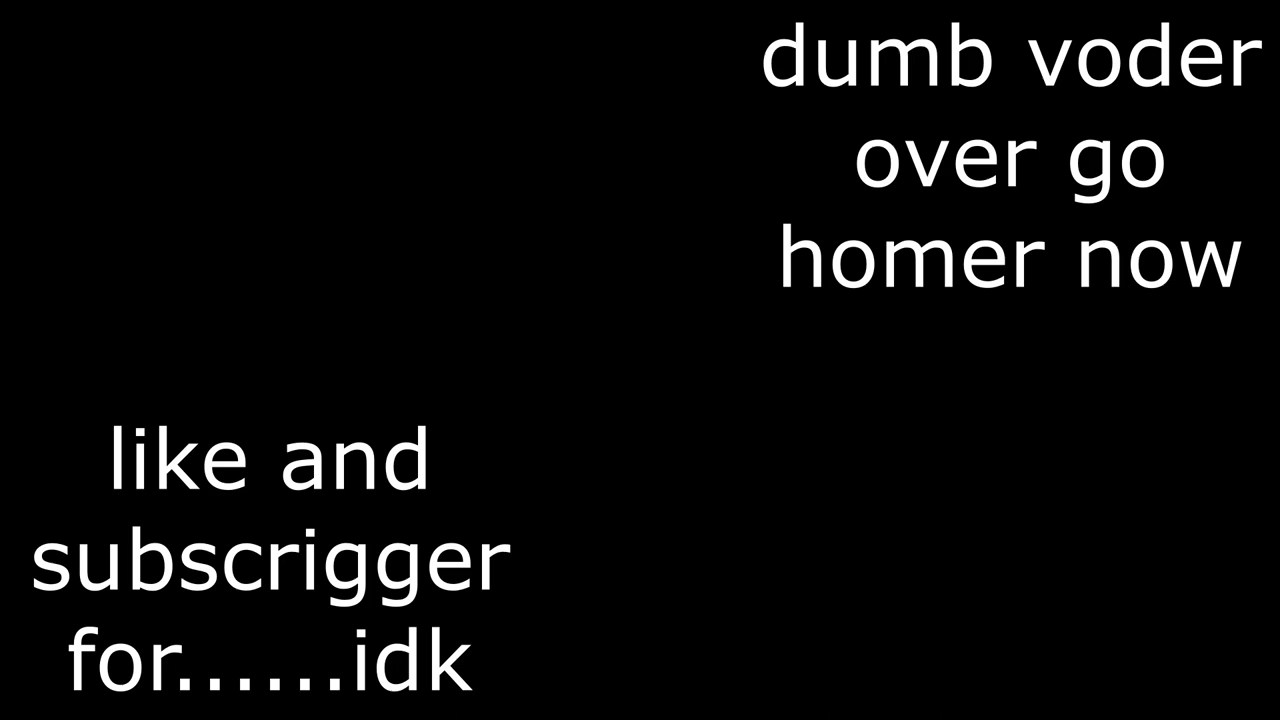 dumb voder
over go
homer now
like and
subscrigger
for......idk